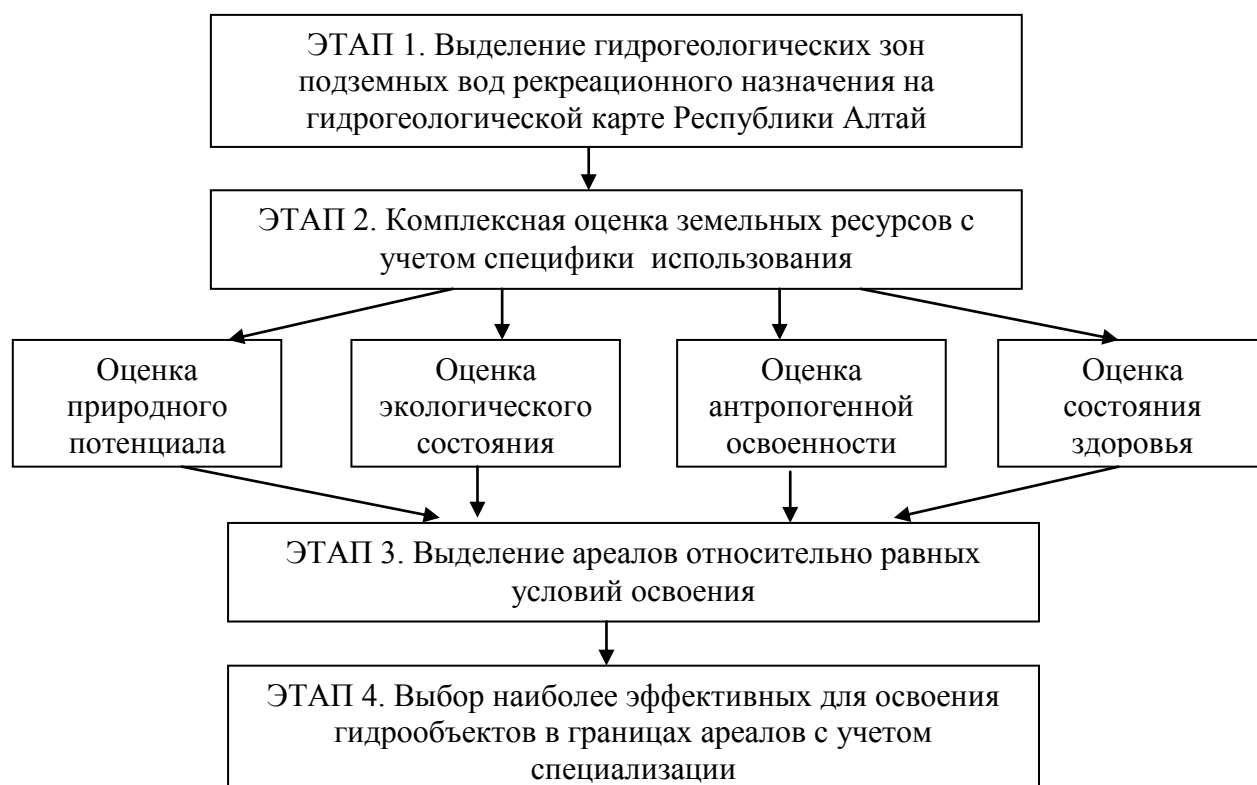 ЭТАП 1. Выделение гидрогеологических зон
подземных вод рекреационного назначения на
гидрогеологической карте Республики Алтай
ЭТАП 2. Комплексная оценка земельных ресурсов с
учетом специфики использования
Оценка
природного
потенциала
Оценка
экологического
состояния
Оценка
антропогенной
освоенности
Оценка
состояния
здоровья
ЭТАП 3. Выделение ареалов относительно равных
условий освоения
ЭТАП 4. Выбор наиболее эффективных для освоения
гидрообъектов в границах ареалов с учетом
специализации